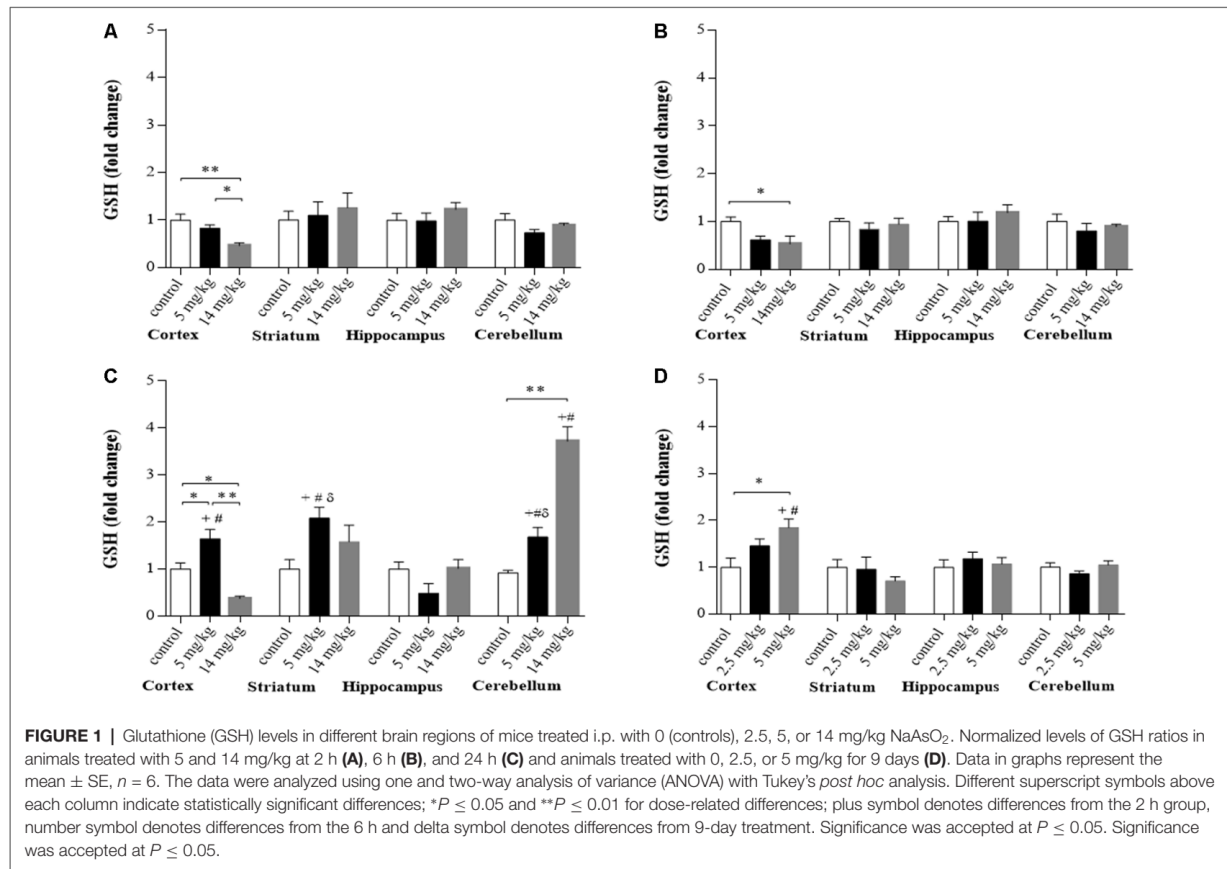 A
GSH (fold change)
5
4
3
2
1
0
**
*
control
5 mg/kg
14 mg/kg
control
5 mg/kg
14 mg/kg
control
5 mg/kg
14 mg/kg
control
5 mg/kg
14 mg/kg
Cortex Striatum Hippocampus Cerebellum
B
GSH (fold change)
5
4
3
2
1
0
*
control
5 mg/kg
14mg/kg
control
5 mg/kg
14 mg/kg
control
5 mg/kg
14 mg/kg
control
5 mg/kg
14 mg/kg
Cortex Striatum Hippocampus Cerebellum
C
GSH (fold change)
5
4
3
2
1
0
*
* **
+ #
+ # δ
+#δ
**
+#
control
5 mg/kg
14 mg/kg
control
5 mg/kg
14 mg/kg
control
5 mg/kg
14 mg/kg
control
5 mg/kg
14 mg/kg
Cortex Striatum Hippocampus Cerebellum
D
GSH (fold change)
5
4
3
2
1
0
*
+ #
control
2.5 mg/kg
5 mg/kg
control
2.5 mg/kg
5 mg/kg
control
2.5 mg/kg
5 mg/kg
control
2.5 mg/kg
5 mg/kg
Cortex Striatum Hippocampus Cerebellum
FIGURE 1 | Glutathione (GSH) levels in different brain regions of mice treated i.p. with 0 (controls), 2.5, 5, or 14 mg/kg NaAsO₂. Normalized levels of GSH ratios in
animals treated with 5 and 14 mg/kg at 2 h (A), 6 h (B), and 24 h (C) and animals treated with 0, 2.5, or 5 mg/kg for 9 days (D). Data in graphs represent the
mean ± SE, n = 6. The data were analyzed using one and two-way analysis of variance (ANOVA) with Tukey's post hoc analysis. Different superscript symbols above
each column indicate statistically significant differences; *P ≤ 0.05 and **P ≤ 0.01 for dose-related differences; plus symbol denotes differences from the 2 h group,
number symbol denotes differences from the 6 h and delta symbol denotes differences from 9-day treatment. Significance was accepted at P ≤ 0.05. Significance
was accepted at P ≤ 0.05.